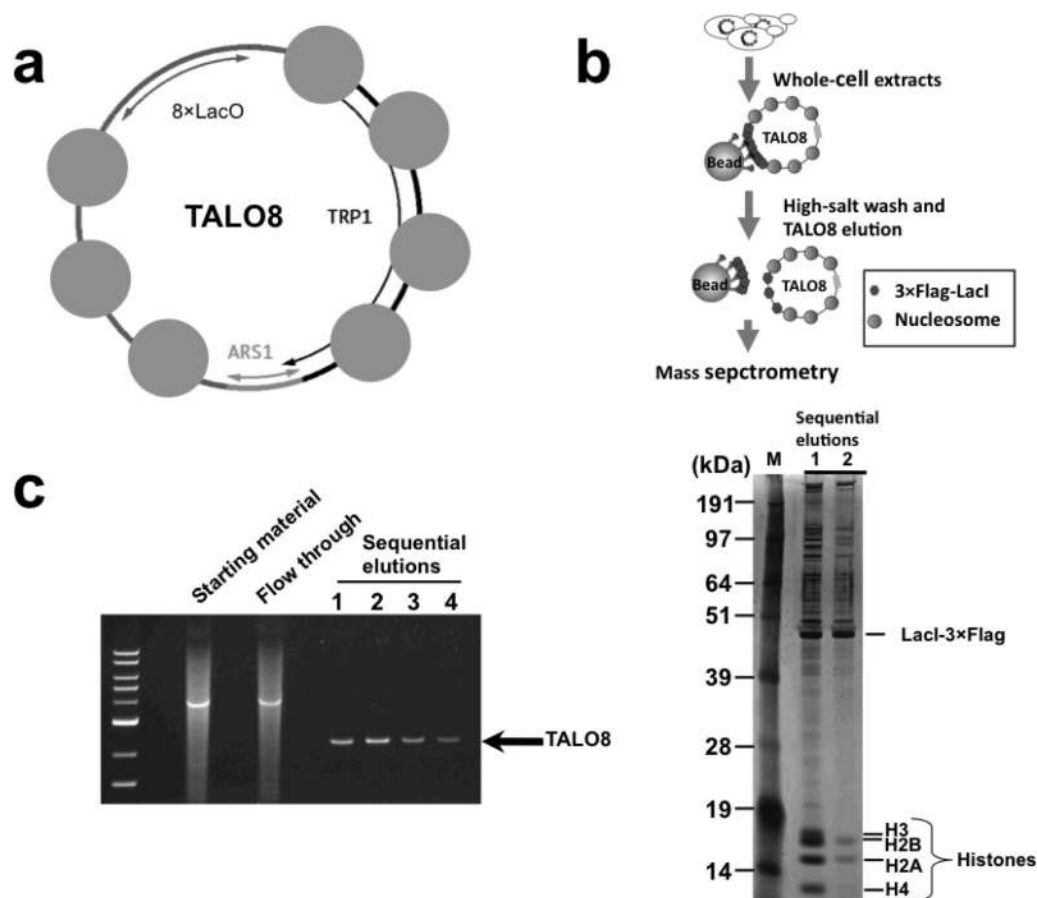 a
8×LacO
TALO8
TRP1
ARS1
b
Whole-cell extracts
TALO8
Bead
High-salt wash and
TALO8 elution
Bead
TALO8
3×Flag-LacI
Nucleosome
Mass sepctrometry
Sequential
elutions
(kDa) M 1 2
191
97
64
51
LacI-3×Flag
39
28
19
H3
H2B
H2A
Histones
14
H4
c
Starting material
Flow through
Sequential
elutions
1 2 3 4
TALO8